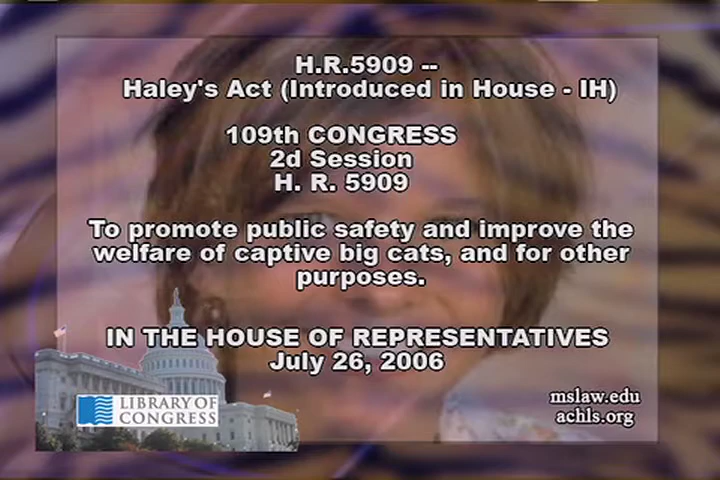 H.R.5909 --
Haley's Act (Introduced in House - IH)
109th CONGRESS
2d Session
H. R. 5909
To promote public safety and improve the
welfare of captive big cats, and for other
purposes.
IN THE HOUSE OF REPRESENTATIVES
July 26, 2006
LIBRARY OF
CONGRESS
mslaw.edu
achls.org